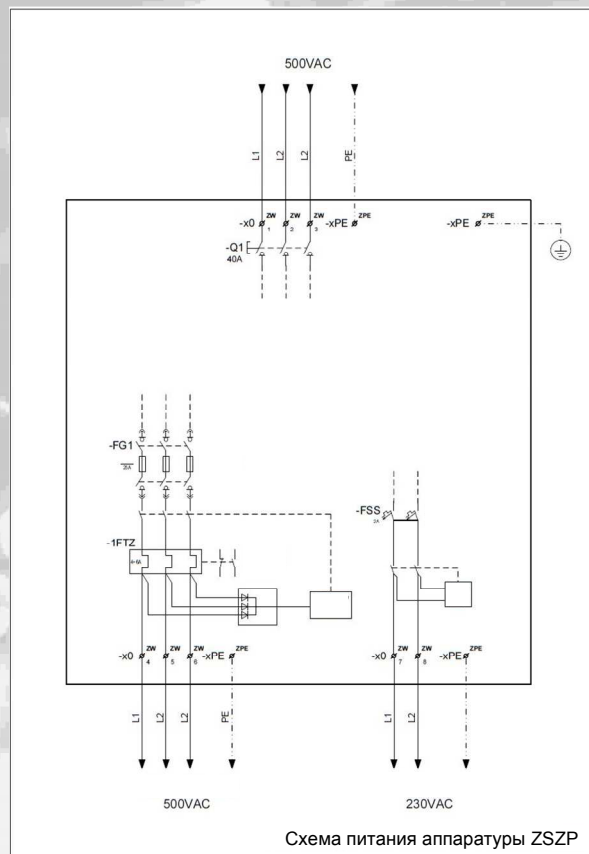 500VAC
L1 L2 L2 PE
-x0 ZW 1 ZW 2 ZW 3 -xPE ZPE -xPE ZPE
-Q1
40A
-FG1
-FSS
-1FTZ
-x0 ZW 4 ZW 5 ZW 6 -xPE ZPE -x0 ZW 7 ZW 8 -xPE ZPE
L1 L2 L2 PE L1 L2
500VAC 230VAC
Схема питания аппаратуры ZSZP